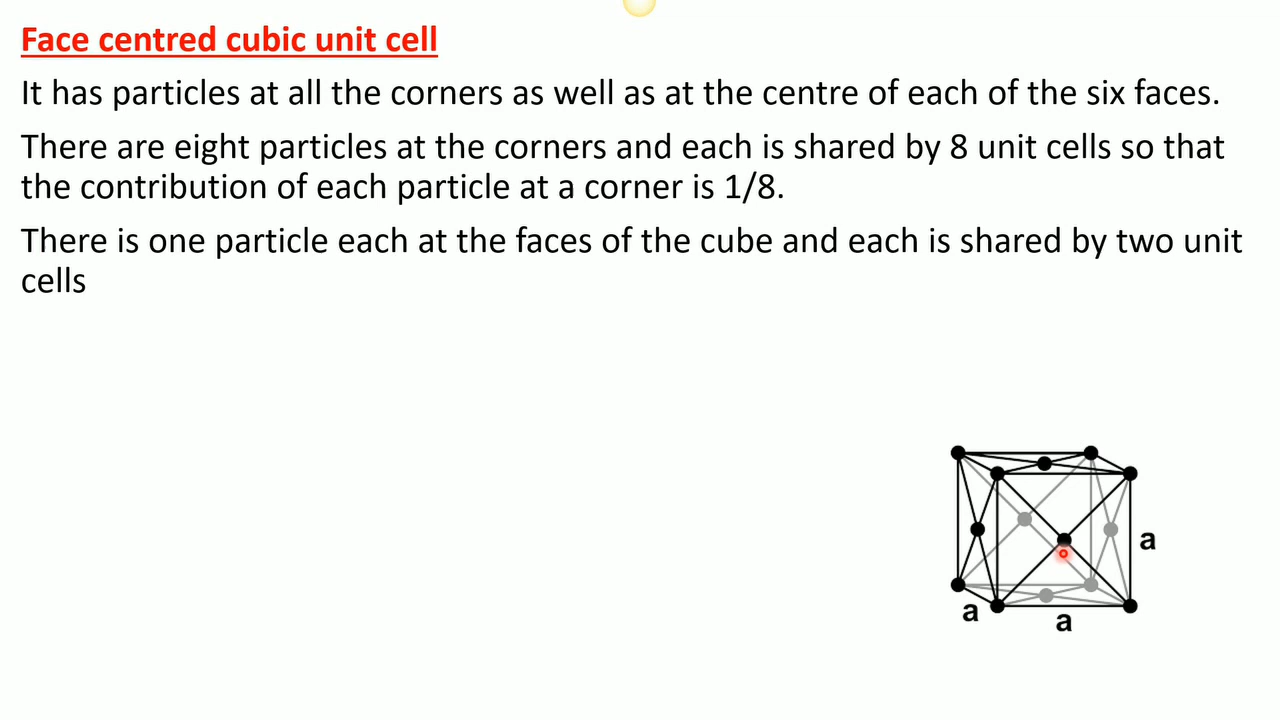 Face centred cubic unit cell
It has particles at all the corners as well as at the centre of each of the six faces.
There are eight particles at the corners and each is shared by 8 unit cells so that
the contribution of each particle at a corner is 1/8.
There is one particle each at the faces of the cube and each is shared by two unit
cells
a
a
a